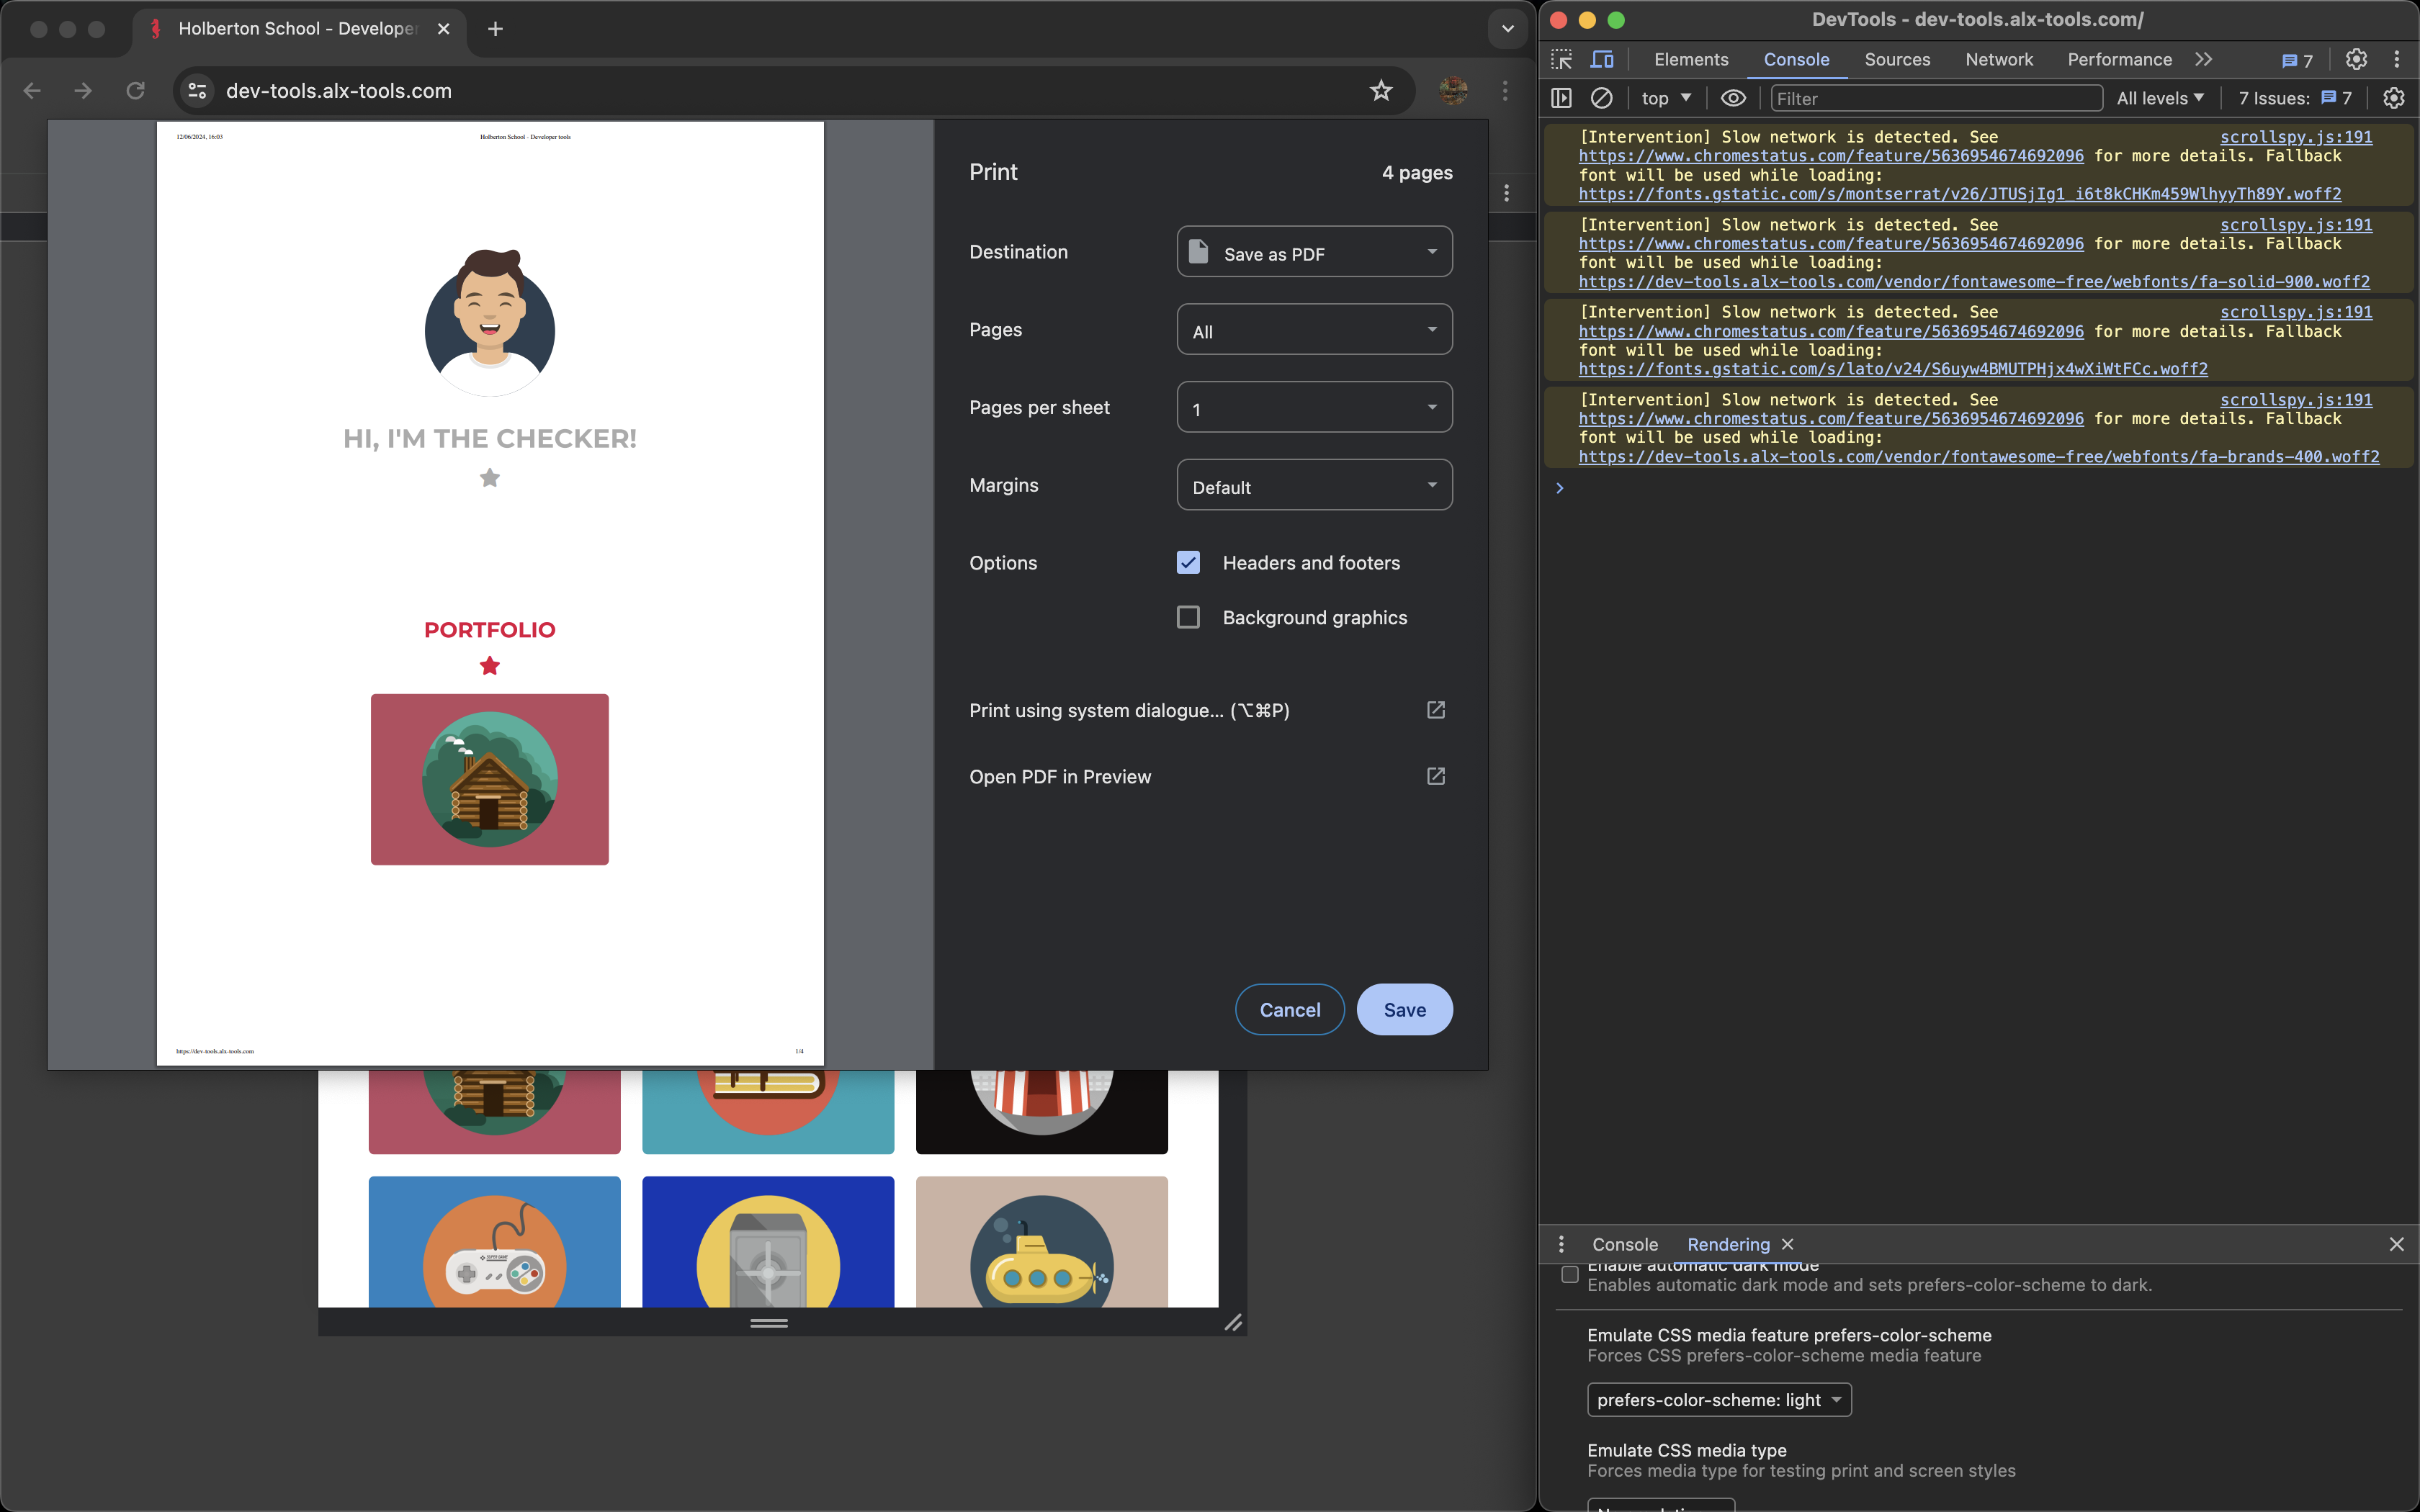 Holberton School - Developer
dev-tools.alx-tools.com
12/06/2024, 16:03
Holberton School - Developer tools
HI, I'M THE CHECKER!
PORTFOLIO
https://dev-tools.alx-tools.com
1/4
Print
4 pages
Destination
Save as PDF
Pages
All
Pages per sheet
1
Margins
Default
Options
Headers and footers
Background graphics
Print using system dialogue... (⌥⌘P)
Open PDF in Preview
Cancel
Save
SUPER GAME
DevTools - dev-tools.alx-tools.com/
Elements
Console
Sources
Network
Performance
7
top
Filter
All levels
7 Issues:
7
[Intervention] Slow network is detected. See scrollspy.js:191
https://www.chromestatus.com/feature/5636954674692096 for more details. Fallback
font will be used while loading:
https://fonts.gstatic.com/s/montserrat/v26/JTUSjIg1_i6t8kCHKm459WlhyyTh89Y.woff2
[Intervention] Slow network is detected. See scrollspy.js:191
https://www.chromestatus.com/feature/5636954674692096 for more details. Fallback
font will be used while loading:
https://dev-tools.alx-tools.com/vendor/fontawesome-free/webfonts/fa-solid-900.woff2
[Intervention] Slow network is detected. See scrollspy.js:191
https://www.chromestatus.com/feature/5636954674692096 for more details. Fallback
font will be used while loading:
https://fonts.gstatic.com/s/lato/v24/S6uyw4BMUTPHjx4wXiWtFCc.woff2
[Intervention] Slow network is detected. See scrollspy.js:191
https://www.chromestatus.com/feature/5636954674692096 for more details. Fallback
font will be used while loading:
https://dev-tools.alx-tools.com/vendor/fontawesome-free/webfonts/fa-brands-400.woff2
Console
Rendering
Enable automatic dark mode
Enables automatic dark mode and sets prefers-color-scheme to dark.
Emulate CSS media feature prefers-color-scheme
Forces CSS prefers-color-scheme media feature
prefers-color-scheme: light
Emulate CSS media type
Forces media type for testing print and screen styles